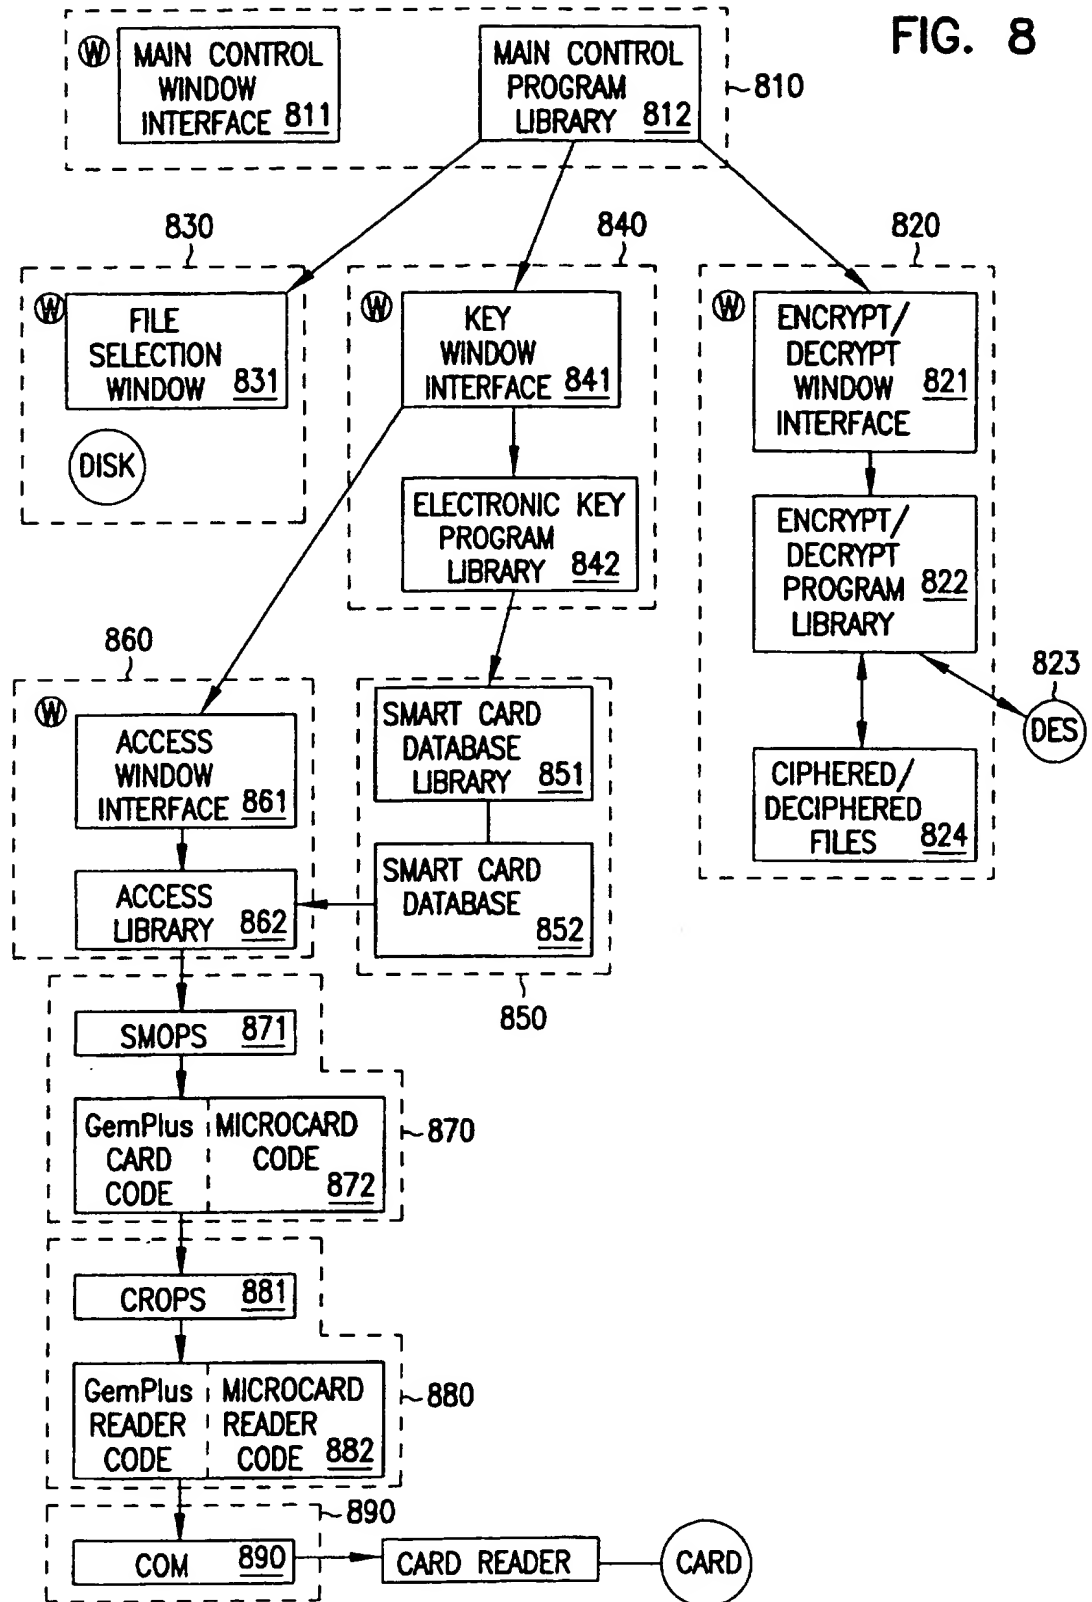 FIG. 8
W
MAIN CONTROL
WINDOW
INTERFACE 811
MAIN CONTROL
PROGRAM
LIBRARY 812
810
830
840
820
W
FILE
SELECTION
WINDOW 831
DISK
W
KEY
WINDOW
INTERFACE 841
ELECTRONIC KEY
PROGRAM
LIBRARY 842
W
ENCRYPT/
DECRYPT
WINDOW 821
INTERFACE
ENCRYPT/
DECRYPT
PROGRAM 822
LIBRARY
823
DES
CIPHERED/
DECIPHERED
FILES 824
860
W
ACCESS
WINDOW
INTERFACE 861
ACCESS
LIBRARY 862
SMART CARD
DATABASE
LIBRARY 851
SMART CARD
DATABASE
852
850
SMOPS 871
GemPlus
CARD
CODE
MICROCARD
CODE
872
870
CROPS 881
GemPlus
READER
CODE
MICROCARD
READER
CODE 882
880
890
COM 890
CARD READER
CARD